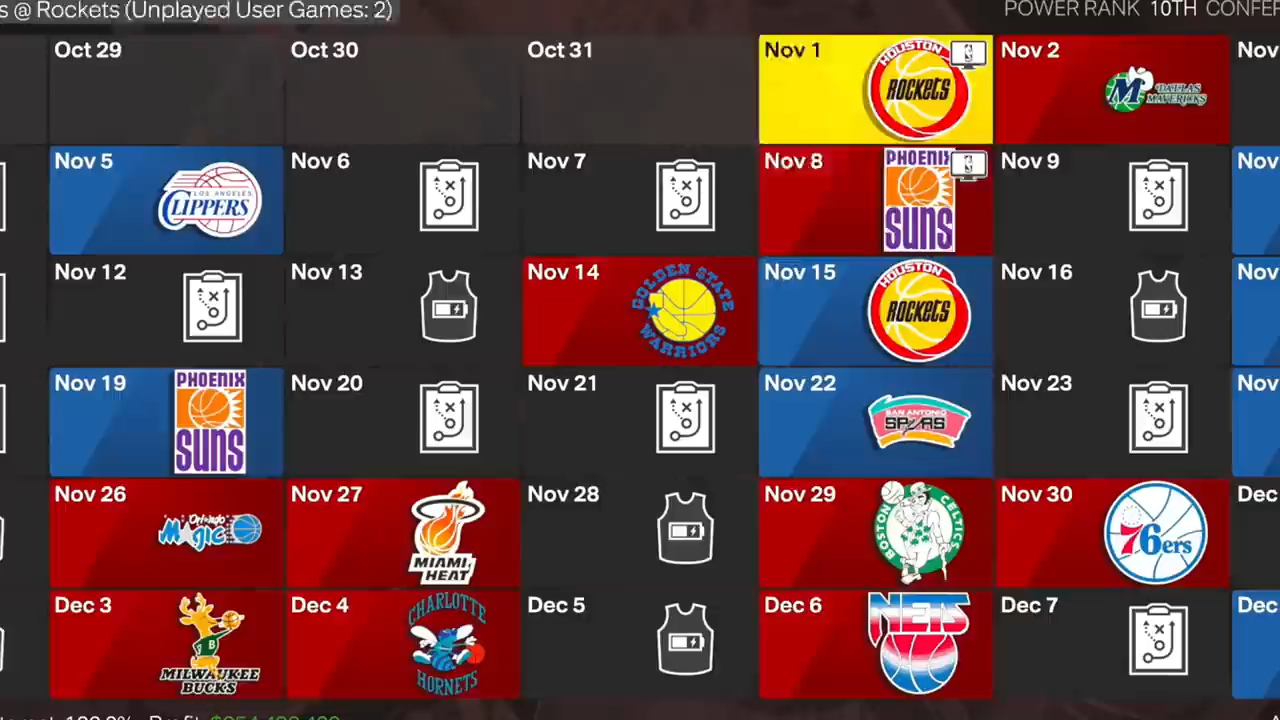 s @ Rockets (Unplayed User Games: 2)
POWER RANK 10TH CONFE
Oct 29
Oct 30
Oct 31
Nov 1
HOUSTON
ROCKETS
Nov 2
M DALLAS
MAVERICKS
Nov
Nov 5
LOS ANGELES
CLIPPERS
Nov 6
Nov 7
Nov 8
PHOENIX
SUNS
Nov 9
Nov
Nov 12
Nov 13
Nov 14
GOLDEN STATE
WARRIORS
Nov 15
HOUSTON
ROCKETS
Nov 16
Nov
Nov 19
PHOENIX
SUNS
Nov 20
Nov 21
Nov 22
SAN ANTONIO
SPURS
Nov 23
Nov
Nov 26
Orlando
Magic
Nov 27
MIAMI
HEAT
Nov 28
Nov 29
BOSTON
CELTICS
Nov 30
76ers
Dec
Dec 3
B
MILWAUKEE
BUCKS
Dec 4
CHARLOTTE
HORNETS
Dec 5
Dec 6
NETS
Dec 7
Dec